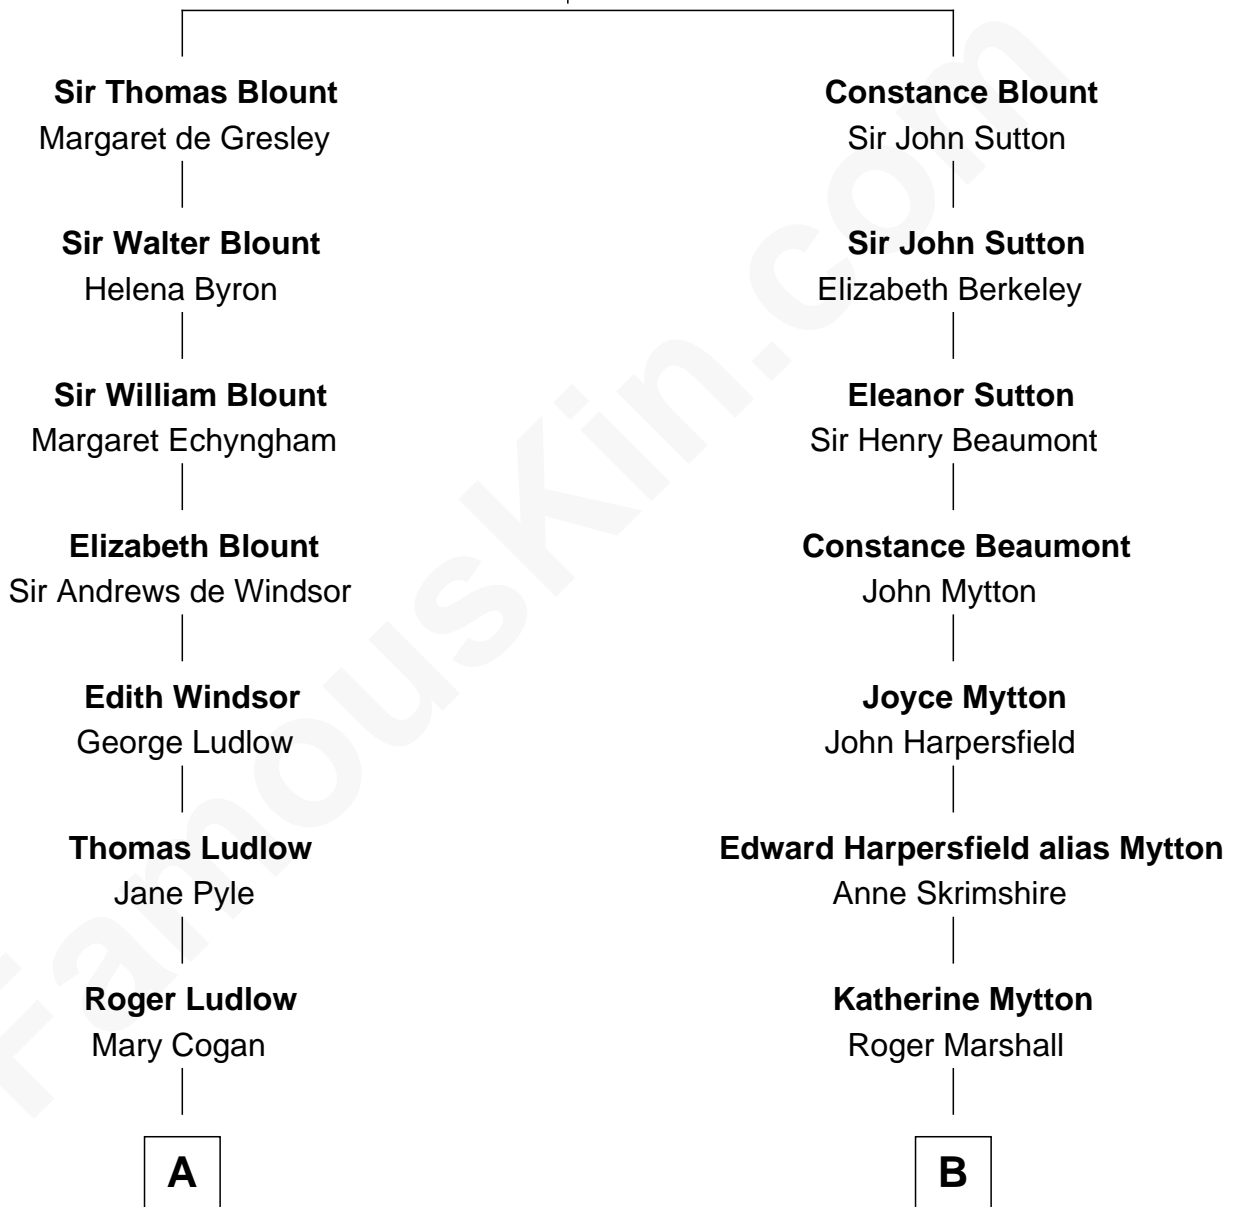 Sir Thomas Blount
Margaret de Gresley
Sir Walter Blount
Helena Byron
Sir William Blount
Margaret Echyngham
Elizabeth Blount
Sir Andrews de Windsor
Edith Windsor
George Ludlow
Thomas Ludlow
Jane Pyle
Roger Ludlow
Mary Cogan
A
Constance Blount
Sir John Sutton
Sir John Sutton
Elizabeth Berkeley
Eleanor Sutton
Sir Henry Beaumont
Constance Beaumont
John Mytton
Joyce Mytton
John Harpersfield
Edward Harpersfield alias Mytton
Anne Skrimshire
Katherine Mytton
Roger Marshall
B
FamousKin.com